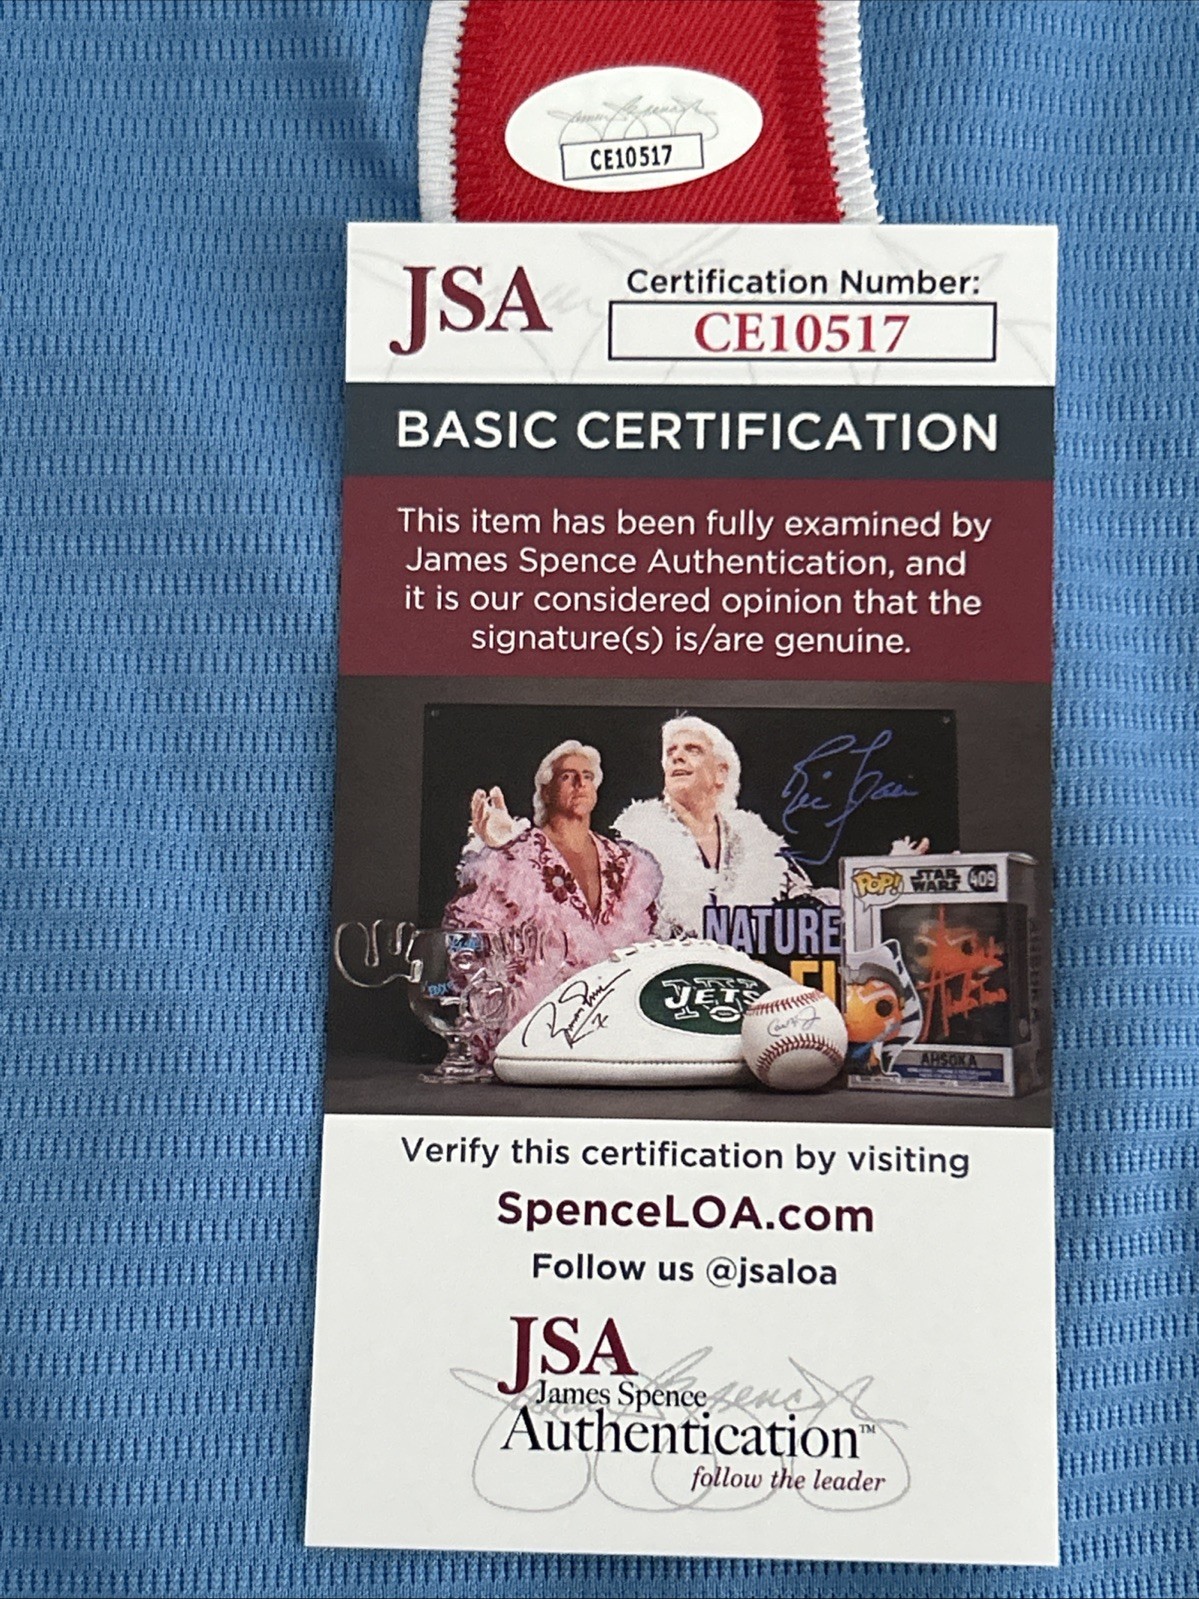 CE10517
JSA
Certification Number:
CE10517
BASIC CERTIFICATION
This item has been fully examined by
James Spence Authentication, and
it is our considered opinion that the
signature(s) is/are genuine.
NATURE
POP!
STAR
WARS
409
JETS
AHSOKA
Verify this certification by visiting
SpenceLOA.com
Follow us @jsaloa
JSA
James Spence
Authentication™
follow the leader